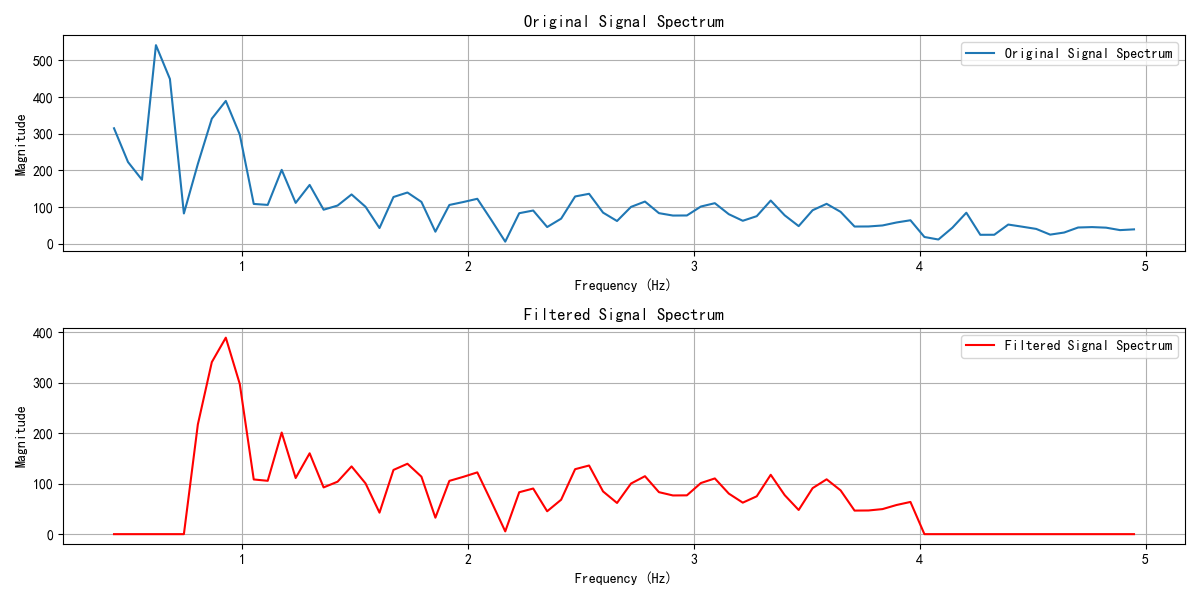 Original Signal Spectrum
Original Signal Spectrum
500
400
300
200
100
0
Magnitude
1 2 3 4 5
Frequency (Hz)
Filtered Signal Spectrum
Filtered Signal Spectrum
400
300
200
100
0
Magnitude
1 2 3 4 5
Frequency (Hz)